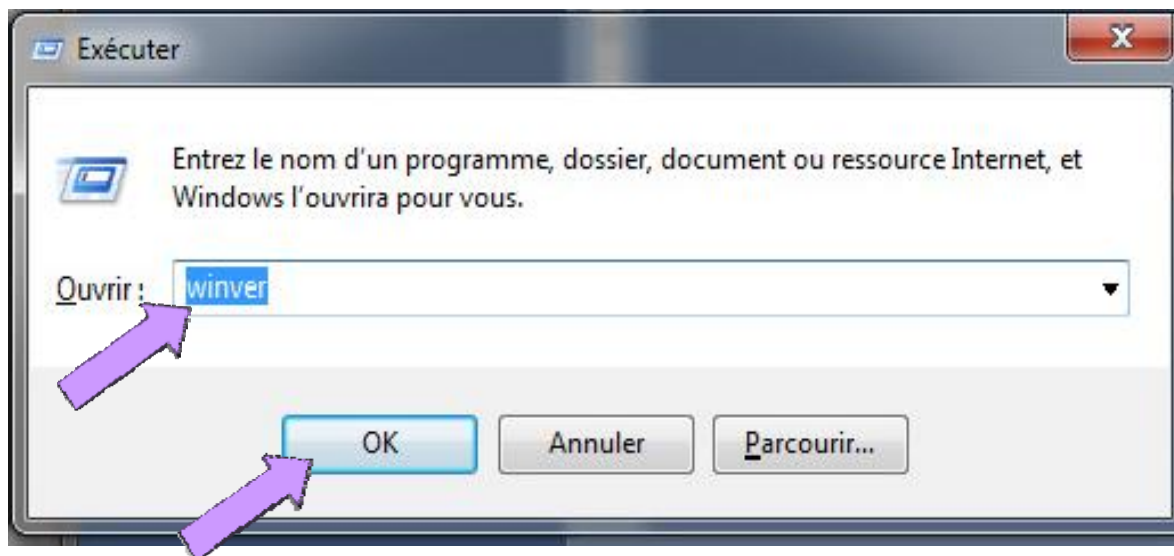 Exécuter
Entrez le nom d'un programme, dossier, document ou ressource Internet, et
Windows l'ouvrira pour vous.
Ouvrir : winver
OK Annuler Parcourir...